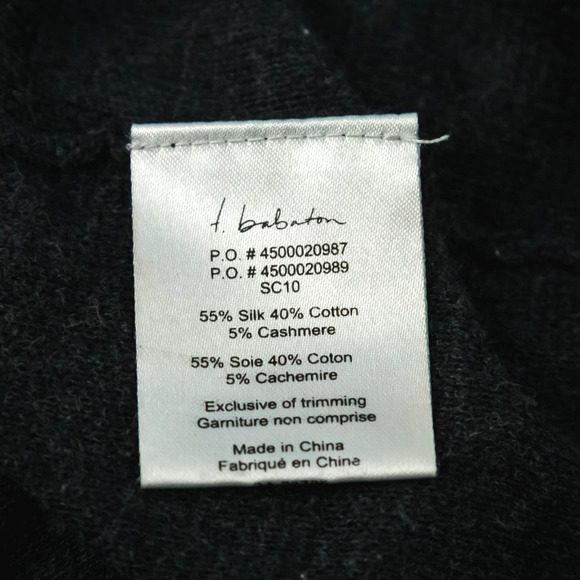 t. babaton
P.O. # 4500020987
P.O. # 4500020989
SC10
55% Silk 40% Cotton
5% Cashmere
55% Soie 40% Coton
5% Cachemire
Exclusive of trimming
Garniture non comprise
Made in China
Fabriqué en China